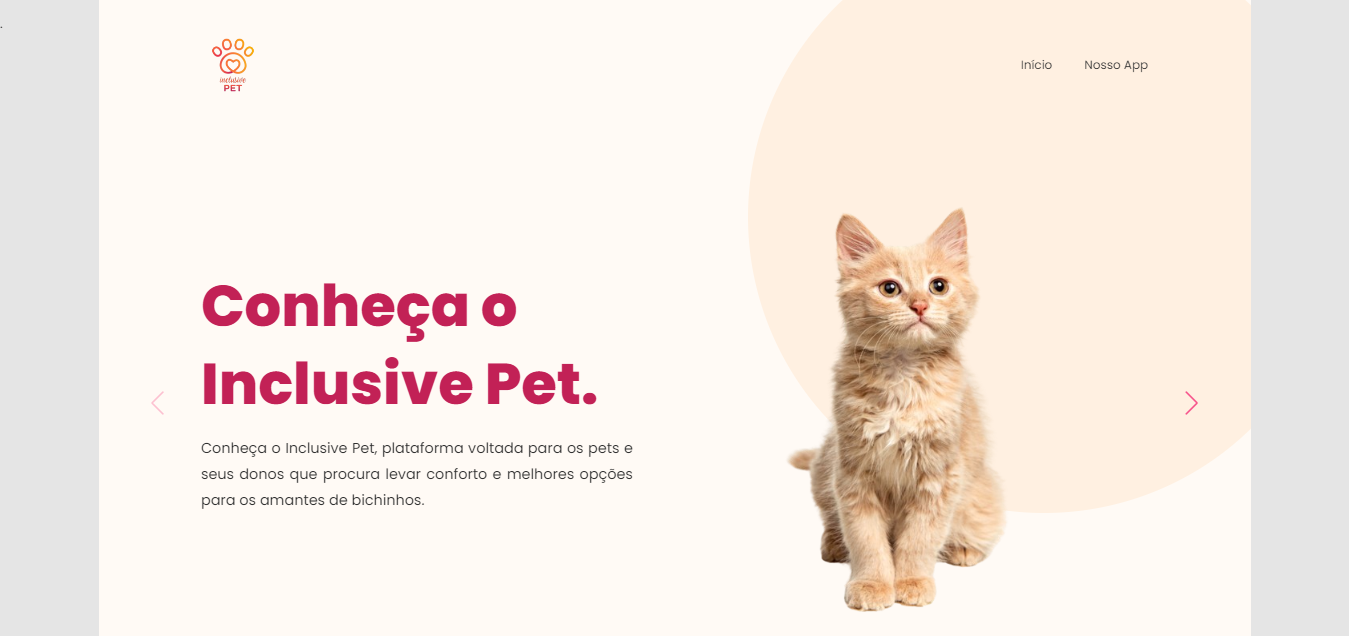 .
inclusive
PET
Início
Nosso App
Conheça o
Inclusive Pet.
Conheça o Inclusive Pet, plataforma voltada para os pets e
seus donos que procura levar conforto e melhores opções
para os amantes de bichinhos.